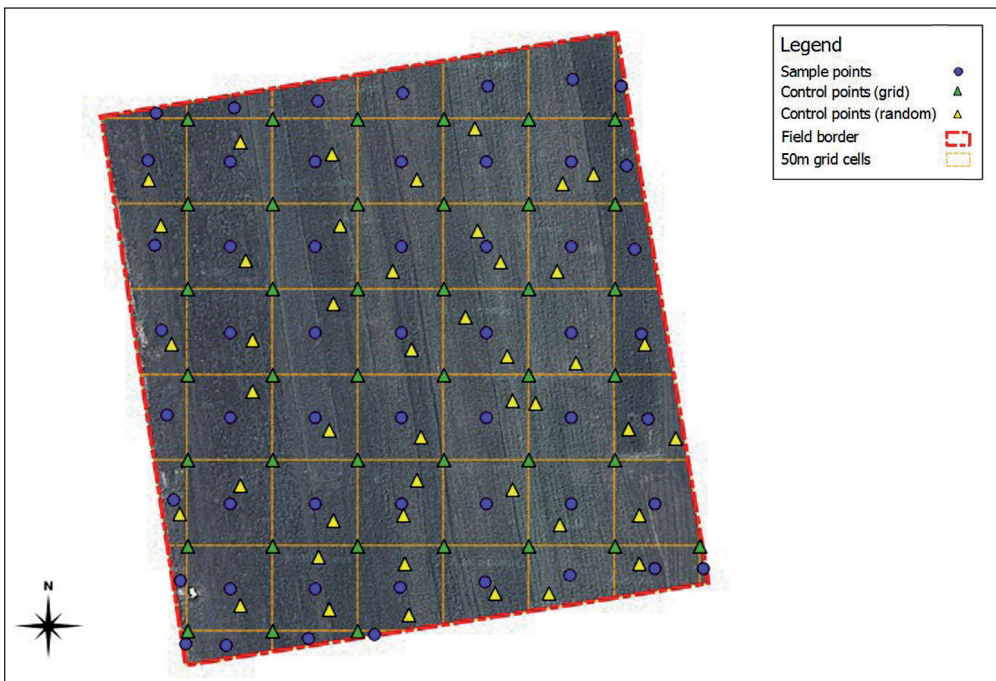 Legend
Sample points
Control points (grid)
Control points (random)
Field border
50m grid cells
N